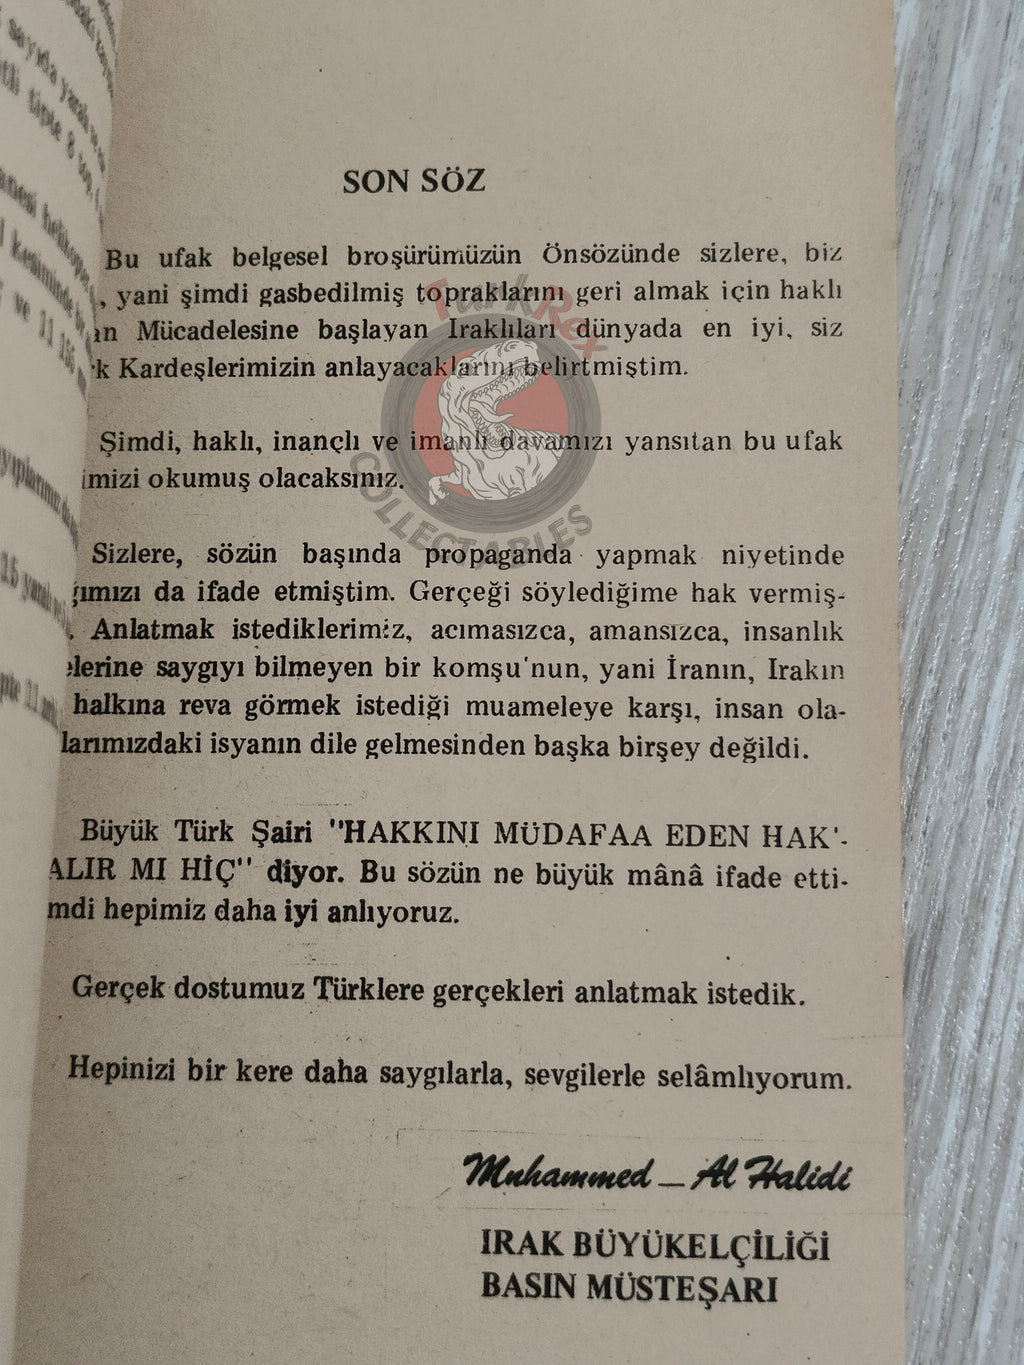 SON SÖZ
Bu ufak belgesel broşürümüzün Önsözünde sizlere, biz
, yani şimdi gasbedilmiş topraklarını geri almak için haklı
Mücadelesine başlayan Iraklıları dünyada en iyi, siz
Kardeşlerimizin anlayacaklarını belirtmiştim.
Şimdi, haklı, inançlı ve imanlı davamızı yansıtan bu ufak
imizi okumuş olacaksınız.
Sizlere, sözün başında propaganda yapmak niyetinde
ğımızı da ifade etmiştim. Gerçeği söylediğime hak vermiş-
. Anlatmak istediklerimiz, acımasızca, amansızca, insanlık
lerine saygıyı bilmeyen bir komşu'nun, yani İranın, Irakın
halkına reva görmek istediği muameleye karşı, insan ola-
larımızdaki isyanın dile gelmesinden başka birşey değildi.
Büyük Türk Şairi "HAKKINI MÜDAFAA EDEN HAK'-
ALIR MI HİÇ" diyor. Bu sözün ne büyük mânâ ifade etti-
mdi hepimiz daha iyi anlıyoruz.
Gerçek dostumuz Türklere gerçekleri anlatmak istedik.
Hepinizi bir kere daha saygılarla, sevgilerle selâmlıyorum.
Muhammed - Al Halidi
IRAK BÜYÜKELÇİLİĞİ
BASIN MÜSTEŞARI
TurkRex
COLLECTABLES